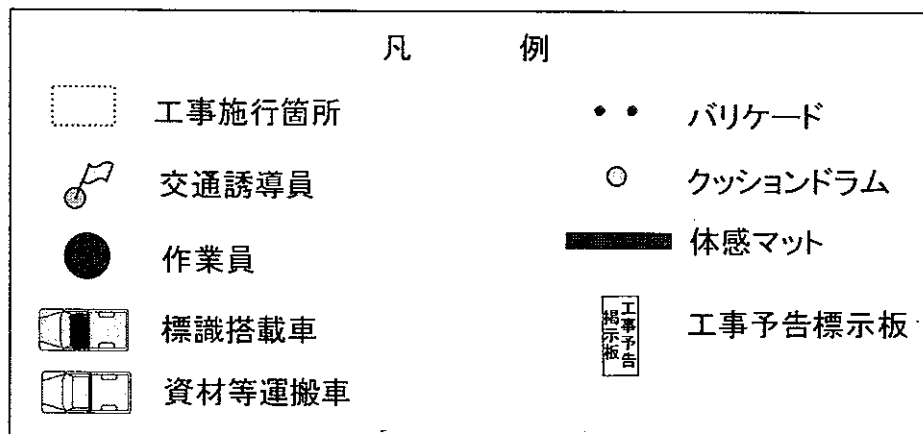 凡 例
工事施行箇所
交通誘導員
作業員
標識搭載車
資材等運搬車
バリケード
クッションドラム
体感マット
工事予告
掲示板
工事予告標示板